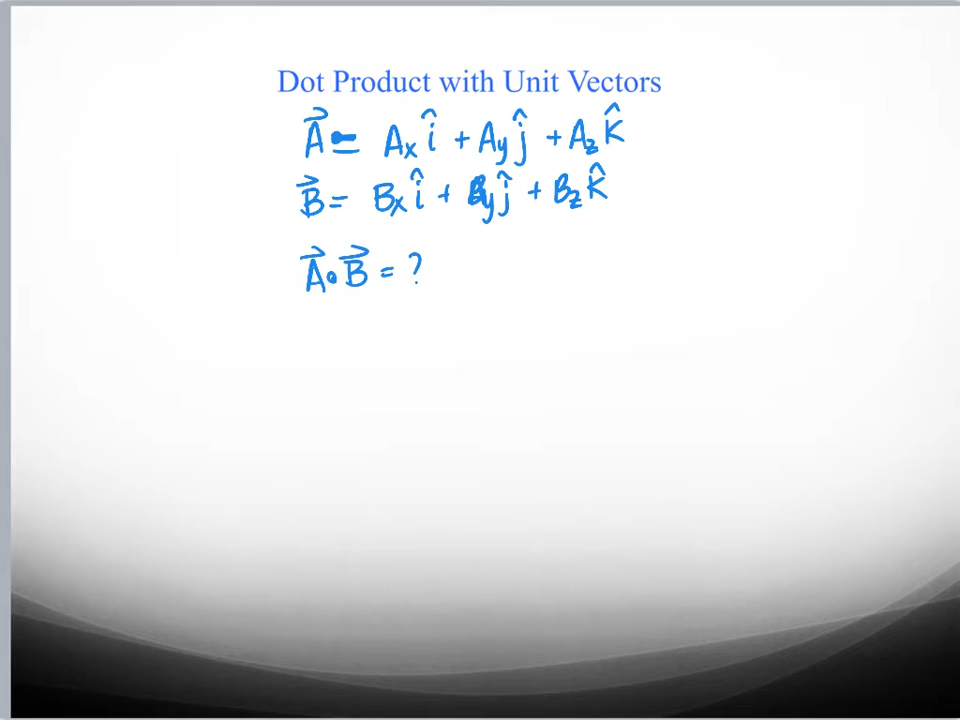 Dot Product with Unit Vectors
A⃗ = Aₓ î + Aᵧ ĵ + A_z k̂
B⃗ = Bₓ î + Bᵧ ĵ + B_z k̂
A⃗ • B⃗ = ?